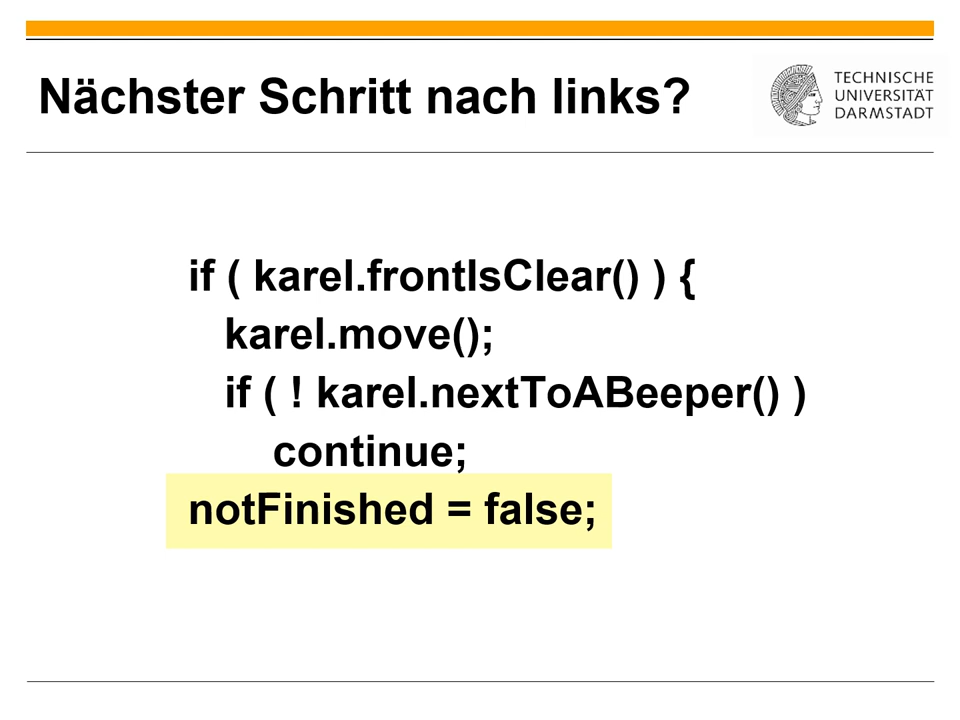 Nächster Schritt nach links?
TECHNISCHE
UNIVERSITÄT
DARMSTADT
if ( karel.frontIsClear() ) {
karel.move();
if ( ! karel.nextToABeeper() )
continue;
notFinished = false;